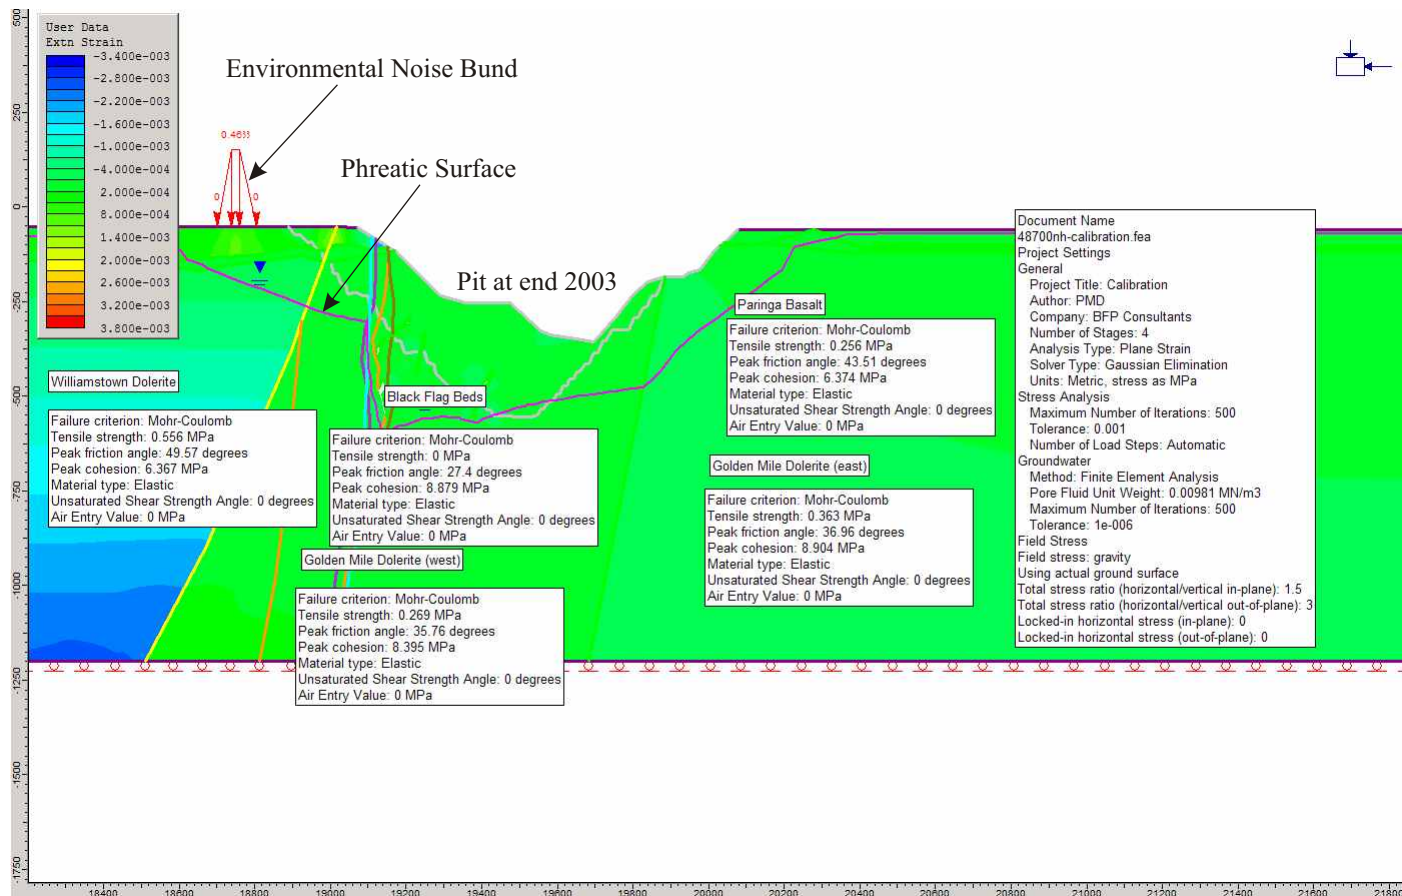 User Data
Extn Strain
-3.400e-003
-2.800e-003
-2.200e-003
-1.600e-003
-1.000e-003
-4.000e-004
2.000e-004
8.000e-004
1.400e-003
2.000e-003
2.600e-003
3.200e-003
3.800e-003
Environmental Noise Bund
0
0
Phreatic Surface
Pit at end 2003
Williamstown Dolerite
Failure criterion: Mohr-Coulomb
Tensile strength: 0.556 MPa
Peak friction angle: 49.57 degrees
Peak cohesion: 6.367 MPa
Material type: Elastic
Unsaturated Shear Strength Angle: 0 degrees
Air Entry Value: 0 MPa
Black Flag Beds
Failure criterion: Mohr-Coulomb
Tensile strength: 0 MPa
Peak friction angle: 27.4 degrees
Peak cohesion: 8.879 MPa
Material type: Elastic
Unsaturated Shear Strength Angle: 0 degrees
Air Entry Value: 0 MPa
Golden Mile Dolerite (west)
Failure criterion: Mohr-Coulomb
Tensile strength: 0.269 MPa
Peak friction angle: 35.76 degrees
Peak cohesion: 8.395 MPa
Material type: Elastic
Unsaturated Shear Strength Angle: 0 degrees
Air Entry Value: 0 MPa
Paringa Basalt
Failure criterion: Mohr-Coulomb
Tensile strength: 0.256 MPa
Peak friction angle: 43.51 degrees
Peak cohesion: 6.374 MPa
Material type: Elastic
Unsaturated Shear Strength Angle: 0 degrees
Air Entry Value: 0 MPa
Golden Mile Dolerite (east)
Failure criterion: Mohr-Coulomb
Tensile strength: 0.363 MPa
Peak friction angle: 36.96 degrees
Peak cohesion: 8.904 MPa
Material type: Elastic
Unsaturated Shear Strength Angle: 0 degrees
Air Entry Value: 0 MPa
Document Name
48700nh-calibration.fea
Project Settings
General
Project Title: Calibration
Author: PMD
Company: BFP Consultants
Number of Stages: 4
Analysis Type: Plane Strain
Solver Type: Gaussian Elimination
Units: Metric, stress as MPa
Stress Analysis
Maximum Number of Iterations: 500
Tolerance: 0.001
Number of Load Steps: Automatic
Groundwater
Method: Finite Element Analysis
Pore Fluid Unit Weight: 0.00981 MN/m3
Maximum Number of Iterations: 500
Tolerance: 1e-006
Field Stress
Field stress: gravity
Using actual ground surface
Total stress ratio (horizontal/vertical in-plane): 1.5
Total stress ratio (horizontal/vertical out-of-plane): 3
Locked-in horizontal stress (in-plane): 0
Locked-in horizontal stress (out-of-plane): 0
500
250
0
-250
-500
-750
-1000
-1250
-1500
-1750
18400
18600
18800
19000
19200
19400
19600
19800
20000
20200
20400
20600
20800
21000
21200
21400
21600
21800